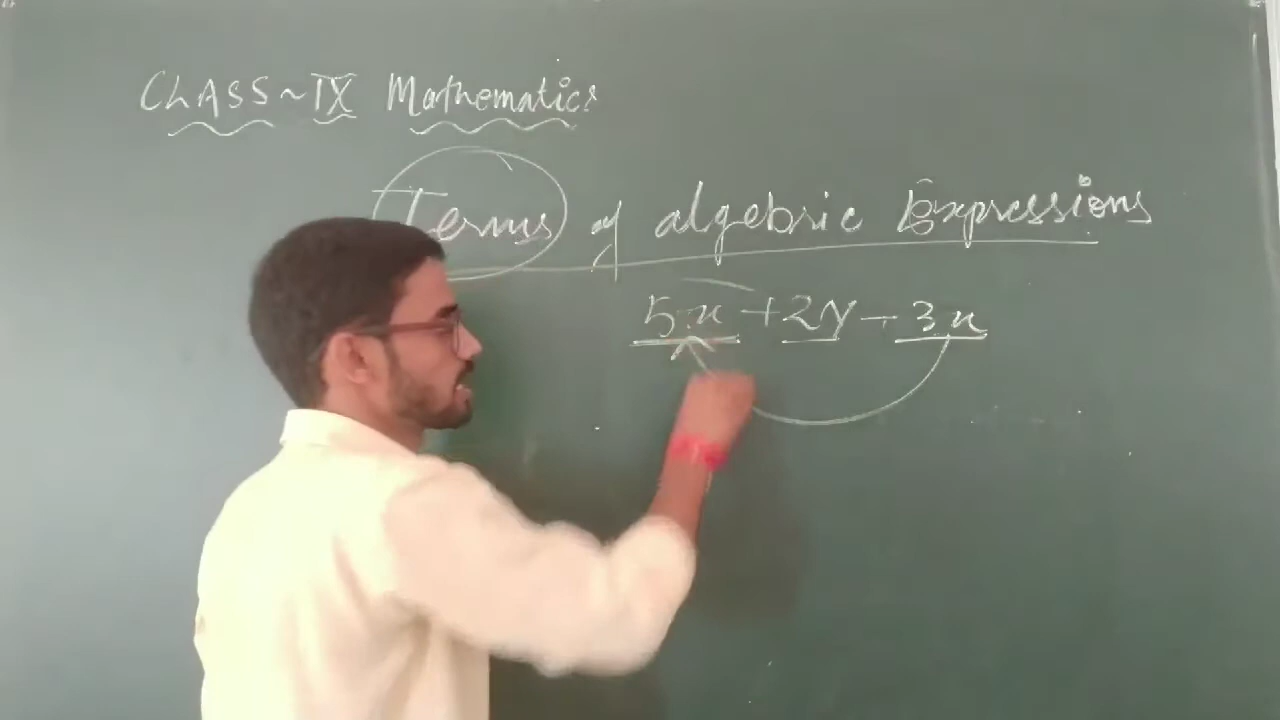 CLASS~IX Mathematics
Terms of algebric Expressions
5x+2y-3x